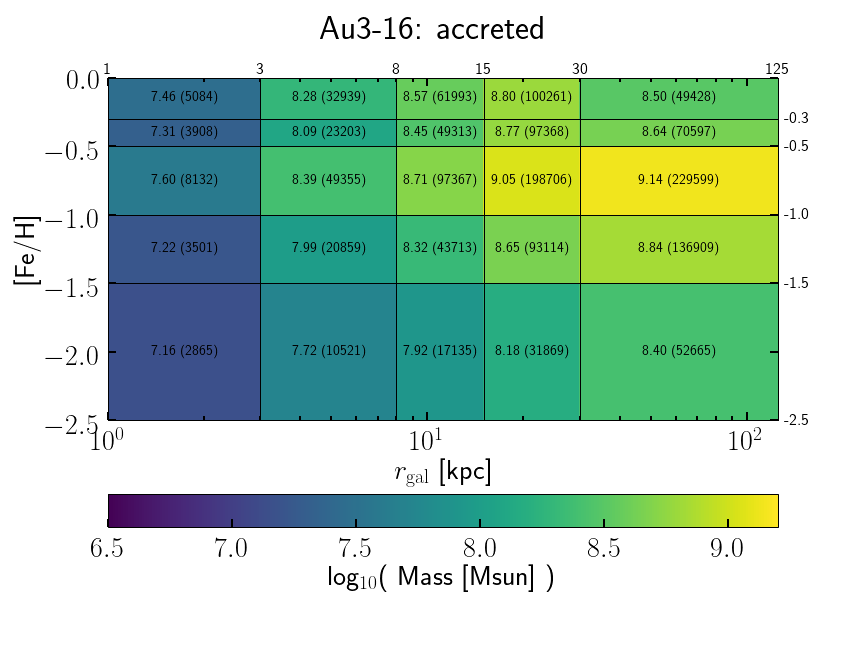 Au3-16: accreted
1 3 8 15 30 125
0.0 7.46 (5084) 8.28 (32939) 8.57 (61993) 8.80 (100261) 8.50 (49428)
-0.3
7.31 (3908) 8.09 (23203) 8.45 (49313) 8.77 (97368) 8.64 (70597)
−0.5 -0.5
7.60 (8132) 8.39 (49355) 8.71 (97367) 9.05 (198706) 9.14 (229599)
−1.0 -1.0
[Fe/H]
7.22 (3501) 7.99 (20859) 8.32 (43713) 8.65 (93114) 8.84 (136909)
−1.5 -1.5
−2.0 7.16 (2865) 7.72 (10521) 7.92 (17135) 8.18 (31869) 8.40 (52665)
−2.5 -2.5
10⁰ 10¹ 10²
r_gal [kpc]
6.5 7.0 7.5 8.0 8.5 9.0
log₁₀( Mass [Msun] )